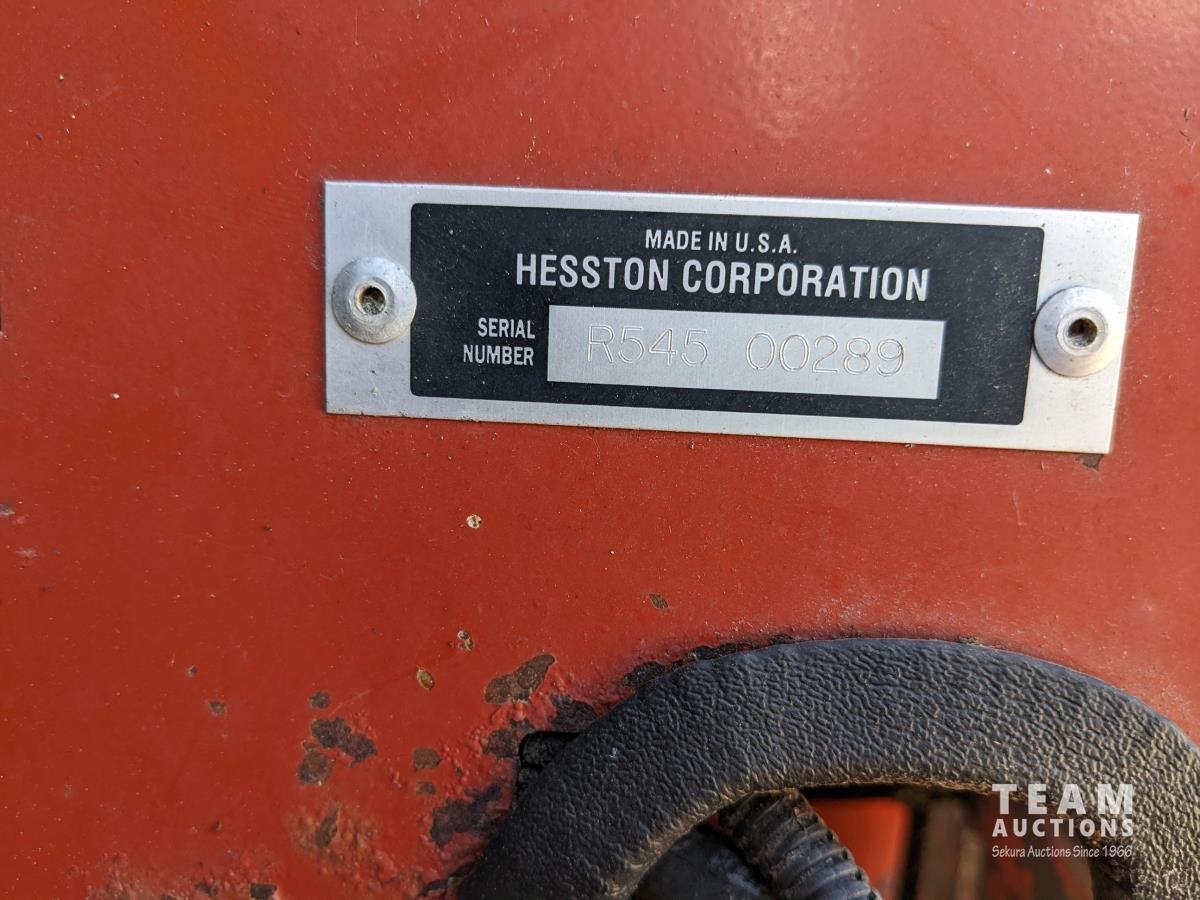 MADE IN U.S.A.
HESSTON CORPORATION
SERIAL
NUMBER
R545 00289
TEAM
AUCTIONS
Sekura Auctions Since 1966